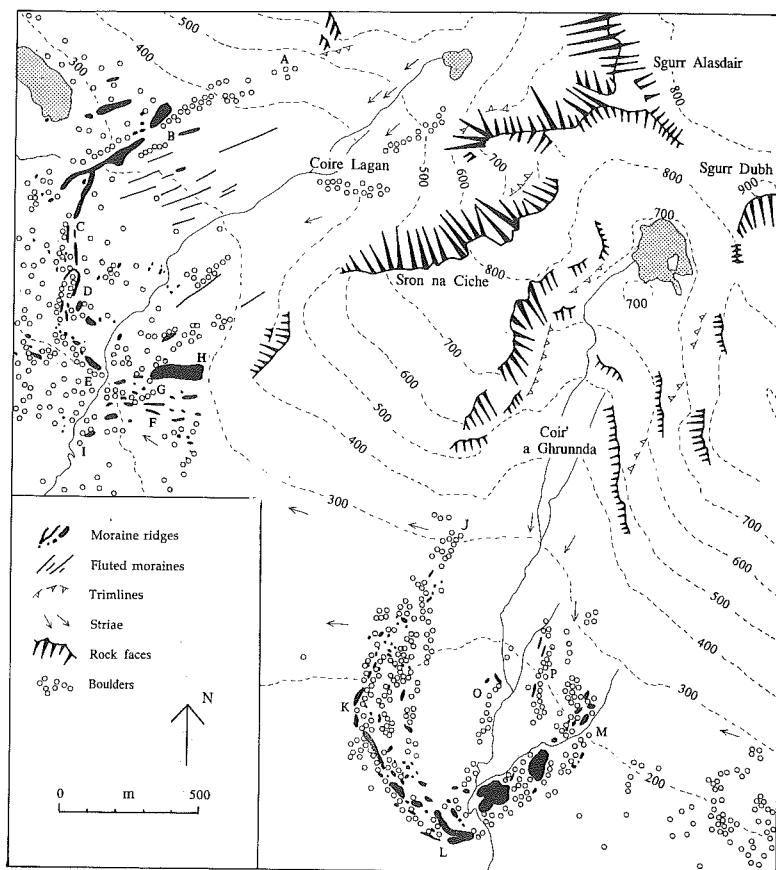 A
300
400
500
Sgurr Alasdair
800
B
700
Coire Lagan
500
600
Sgurr Dubh
800
900
700
C
Sron na Ciche
800
700
D
H
700
E
G
600
F
500
I
Coir'
a Ghrunnda
400
300
J
700
600
500
400
300
K
O
P
M
200
L
Moraine ridges
Fluted moraines
Trimlines
Striae
Rock faces
Boulders
N
0 m 500